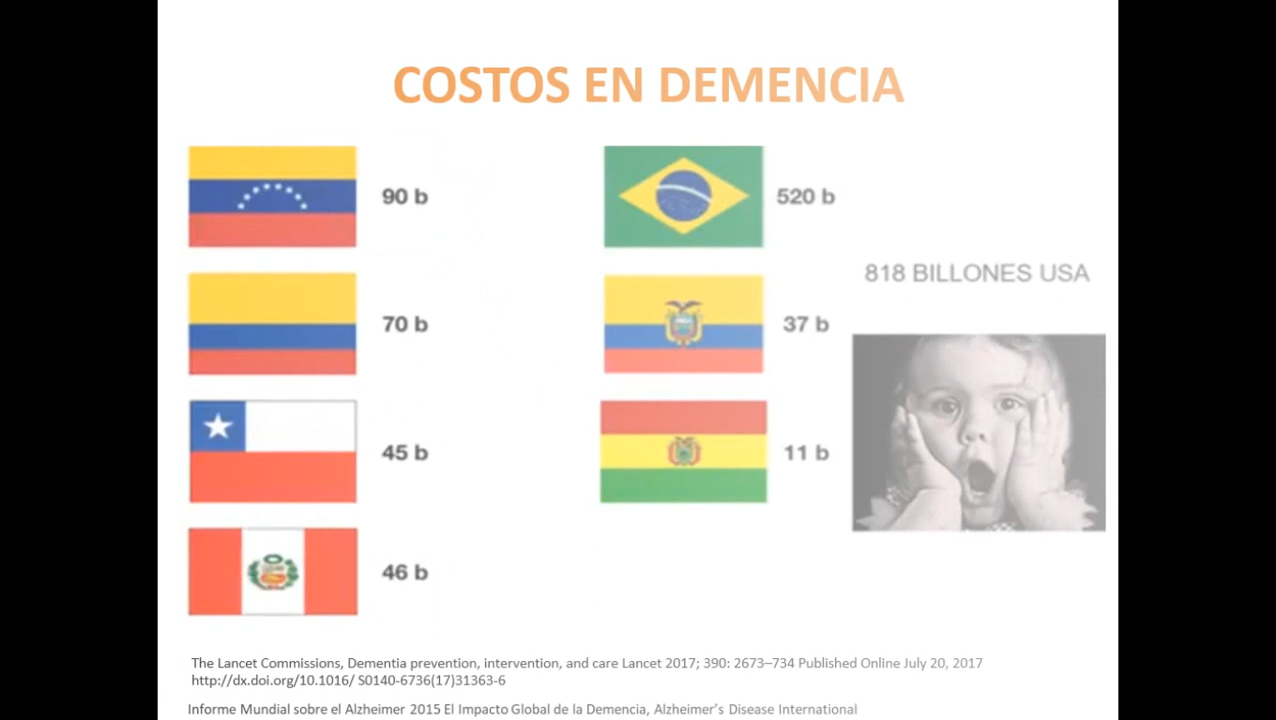 COSTOS EN DEMENCIA
90 b
520 b
818 BILLONES USA
70 b
37 b
45 b
11 b
46 b
The Lancet Commissions, Dementia prevention, intervention, and care Lancet 2017; 390: 2673–734 Published Online July 20, 2017
http://dx.doi.org/10.1016/ S0140-6736(17)31363-6
Informe Mundial sobre el Alzheimer 2015 El Impacto Global de la Demencia, Alzheimer’s Disease International